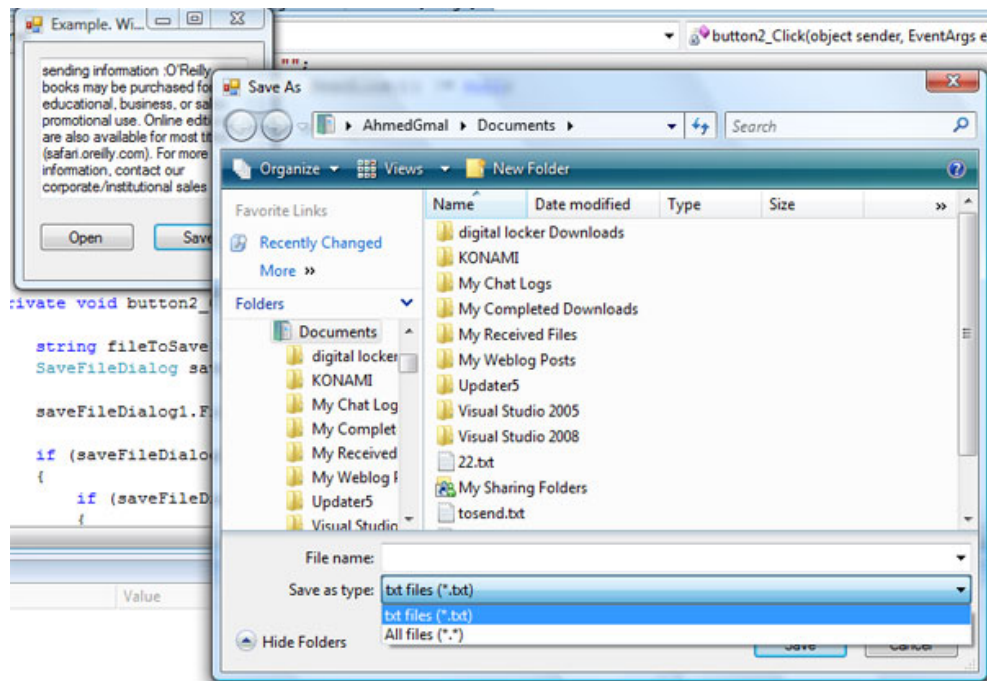 Example. Wi...
button2_Click(object sender, EventArgs e
"";
sending information :O'Reilly
books may be purchased fo
educational, business, or sal
promotional use. Online editi
are also available for most tit
(safari.oreilly.com). For more
information, contact our
corporate/institutional sales
Open
Save
Save As
AhmedGmal
Documents
Search
Organize
Views
New Folder
Favorite Links
Recently Changed
More »
Folders
Documents
digital locker
KONAMI
My Chat Log
My Complet
My Received
My Weblog P
Updater5
Visual Studio
Name
Date modified
Type
Size
»
digital locker Downloads
KONAMI
My Chat Logs
My Completed Downloads
My Received Files
My Weblog Posts
Updater5
Visual Studio 2005
Visual Studio 2008
22.txt
My Sharing Folders
tosend.txt
rivate void button2_
string fileToSave
SaveFileDialog sa
saveFileDialog1.F
if (saveFileDialo
{
if (saveFileD
{
Value
File name:
Save as type: txt files (*.txt)
txt files (*.txt)
All files (*.*)
Hide Folders
Save
Cancel